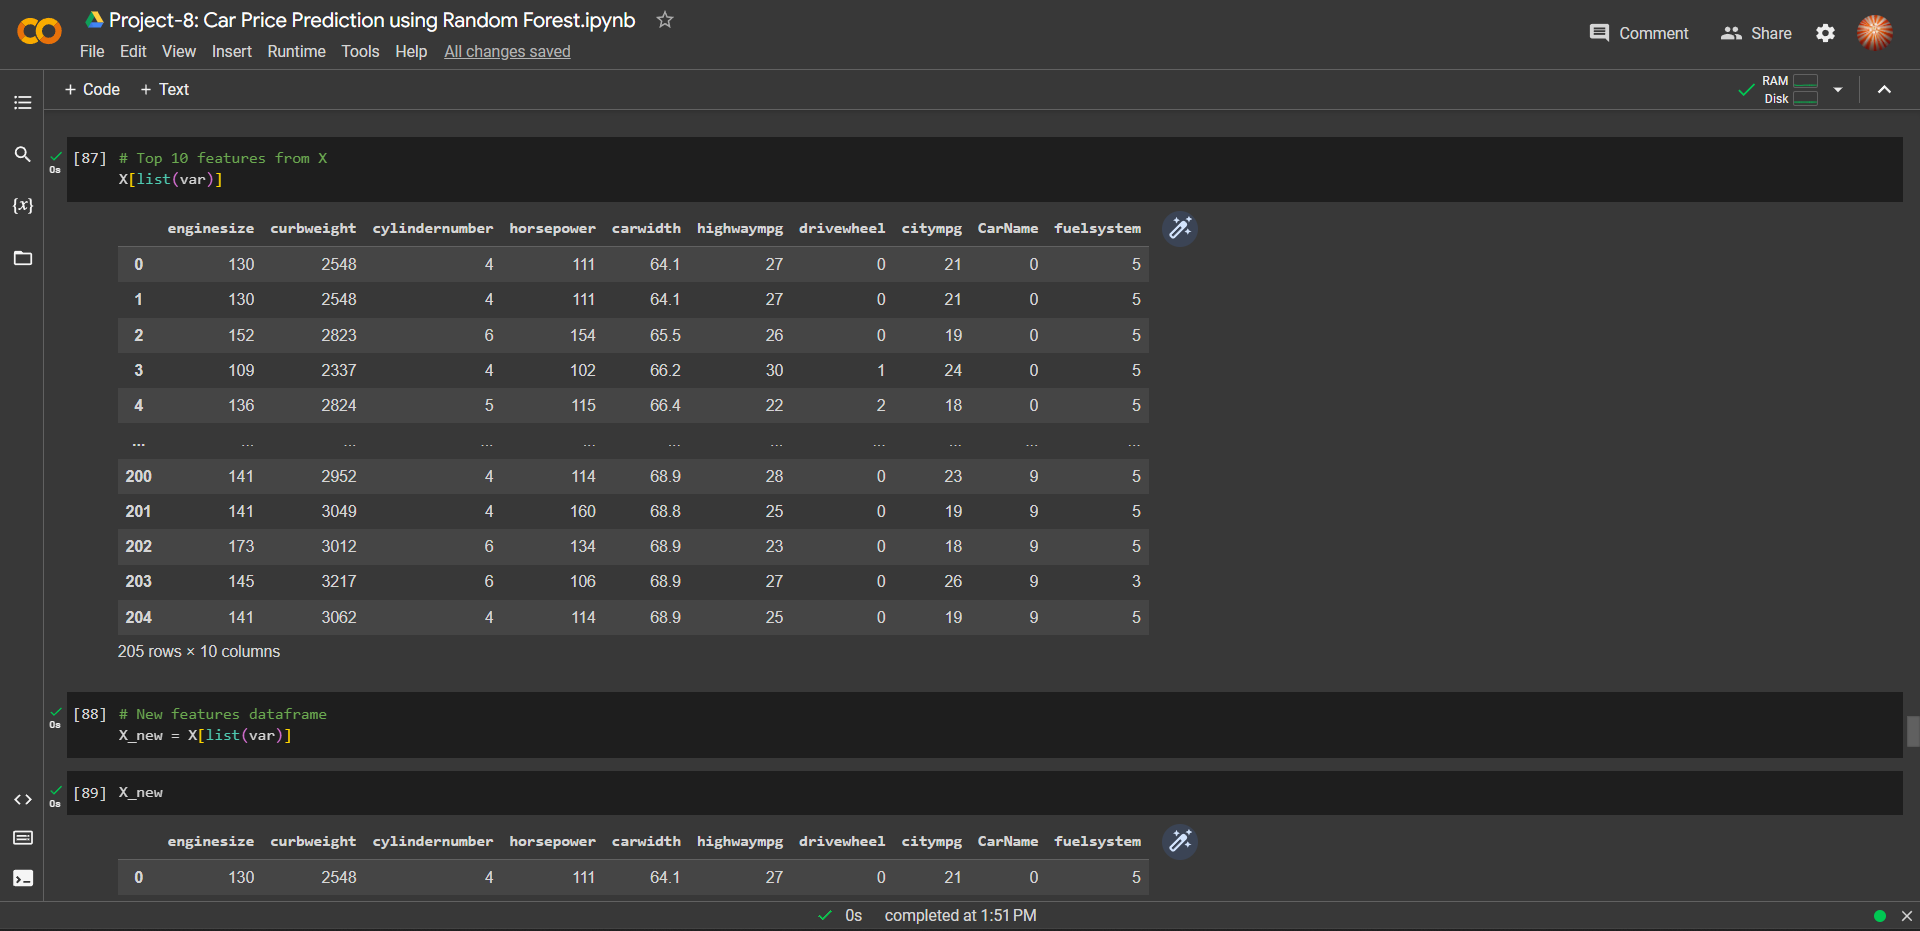 Project-8: Car Price Prediction using Random Forest.ipynb
Comment Share
File Edit View Insert Runtime Tools Help All changes saved
+ Code + Text
RAM
Disk
[87] # Top 10 features from X
0s
X[list(var)]
{x}
enginesize curbweight cylindernumber horsepower carwidth highwaympg drivewheel citympg CarName fuelsystem
0 130 2548 4 111 64.1 27 0 21 0 5
1 130 2548 4 111 64.1 27 0 21 0 5
2 152 2823 6 154 65.5 26 0 19 0 5
3 109 2337 4 102 66.2 30 1 24 0 5
4 136 2824 5 115 66.4 22 2 18 0 5
... ... ... ... ... ... ... ... ... ... ...
200 141 2952 4 114 68.9 28 0 23 9 5
201 141 3049 4 160 68.8 25 0 19 9 5
202 173 3012 6 134 68.9 23 0 18 9 5
203 145 3217 6 106 68.9 27 0 26 9 3
204 141 3062 4 114 68.9 25 0 19 9 5
205 rows × 10 columns
[88] # New features dataframe
0s
X_new = X[list(var)]
[89] X_new
0s
enginesize curbweight cylindernumber horsepower carwidth highwaympg drivewheel citympg CarName fuelsystem
0 130 2548 4 111 64.1 27 0 21 0 5
0s completed at 1:51 PM